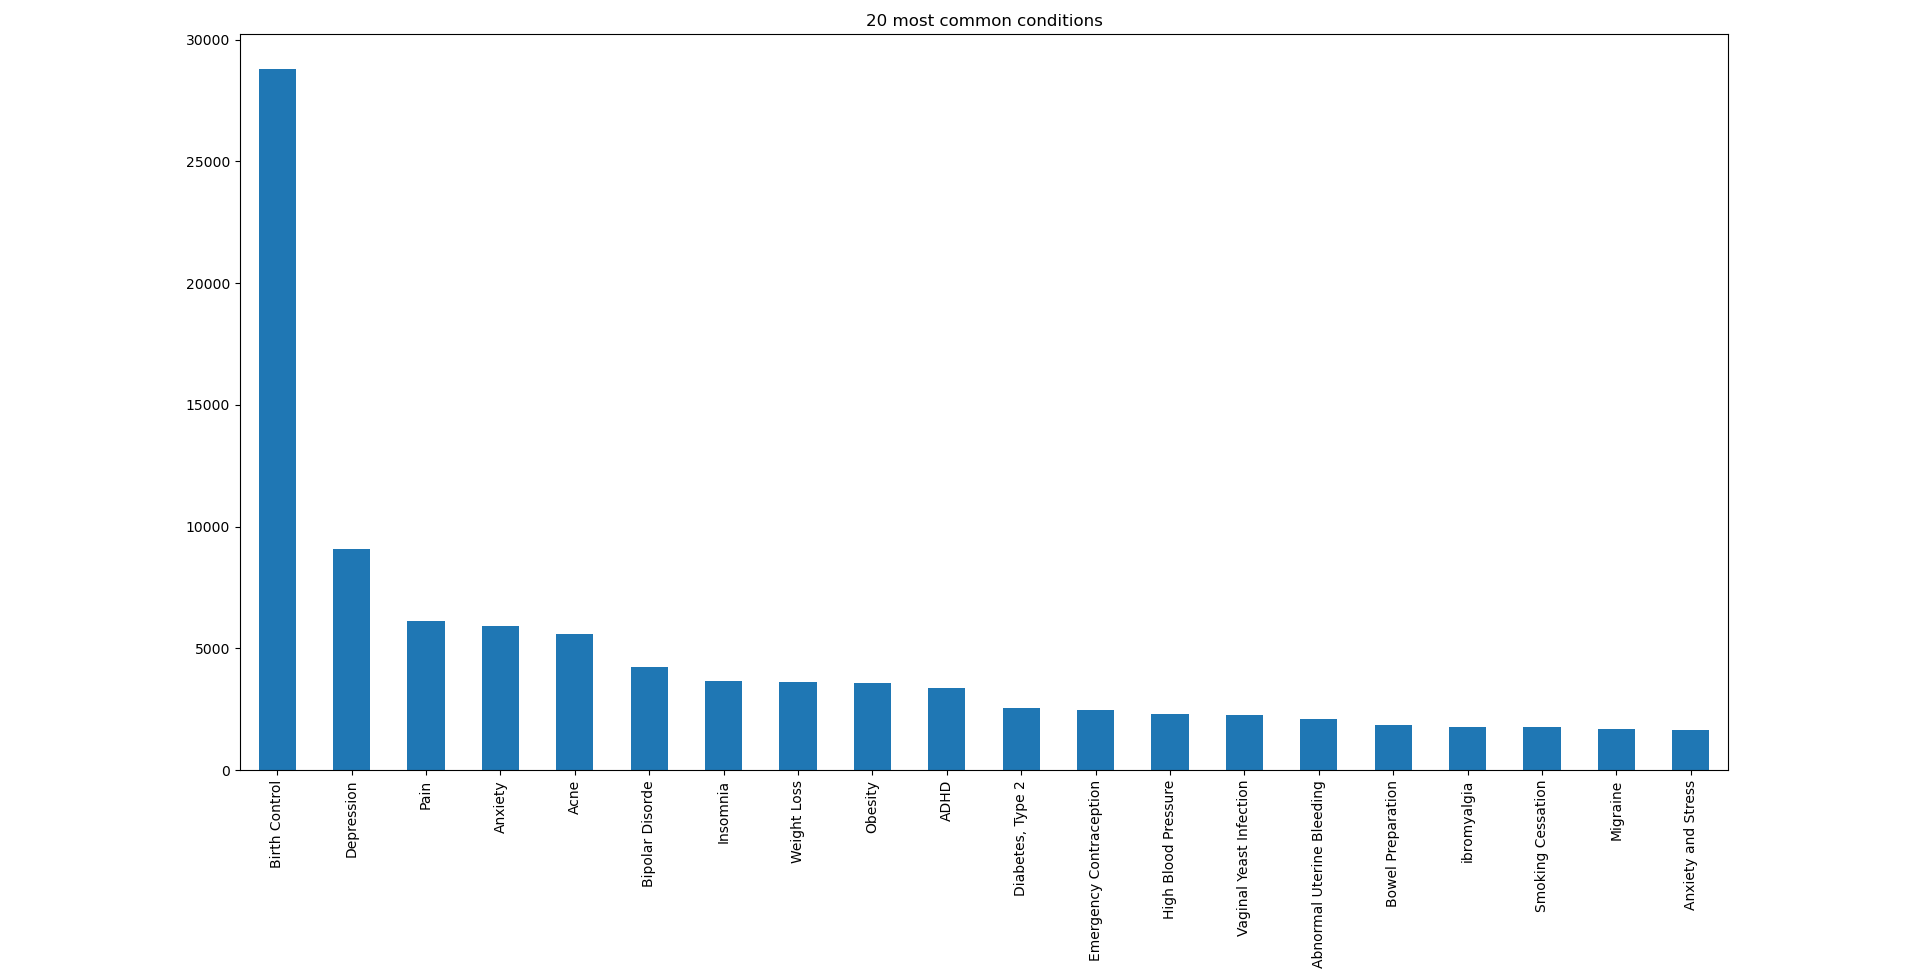 20 most common conditions
30000
25000
20000
15000
10000
5000
0
Birth Control
Depression
Pain
Anxiety
Acne
Bipolar Disorde
Insomnia
Weight Loss
Obesity
ADHD
Diabetes, Type 2
Emergency Contraception
High Blood Pressure
Vaginal Yeast Infection
Abnormal Uterine Bleeding
Bowel Preparation
ibromyalgia
Smoking Cessation
Migraine
Anxiety and Stress